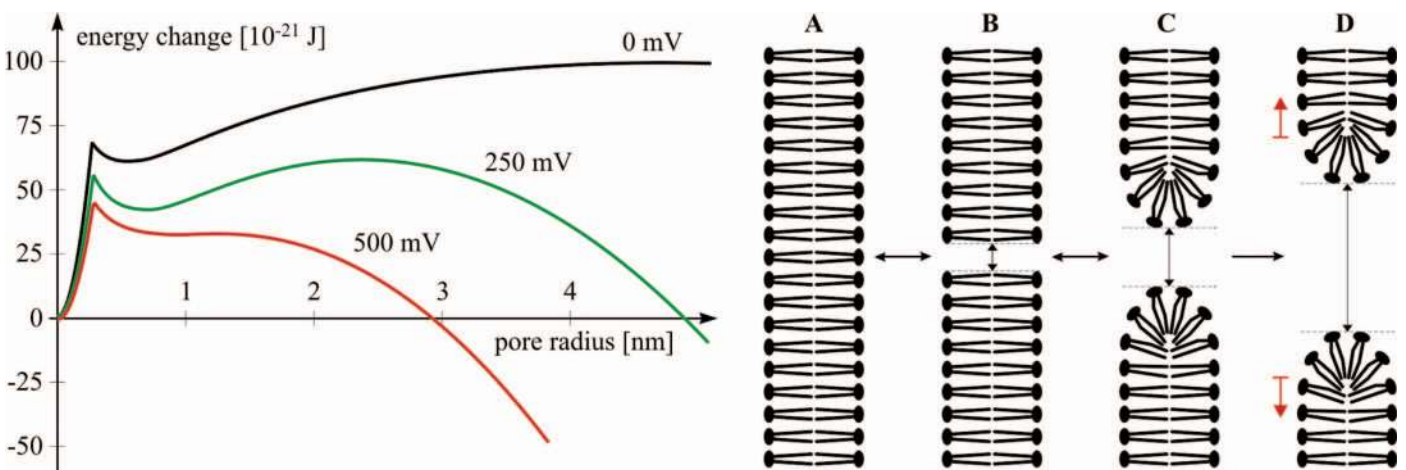 energy change [10⁻²¹ J]
0 mV
250 mV
500 mV
100
75
50
25
0
-25
-50
1 2 3 4
pore radius [nm]
A B C D